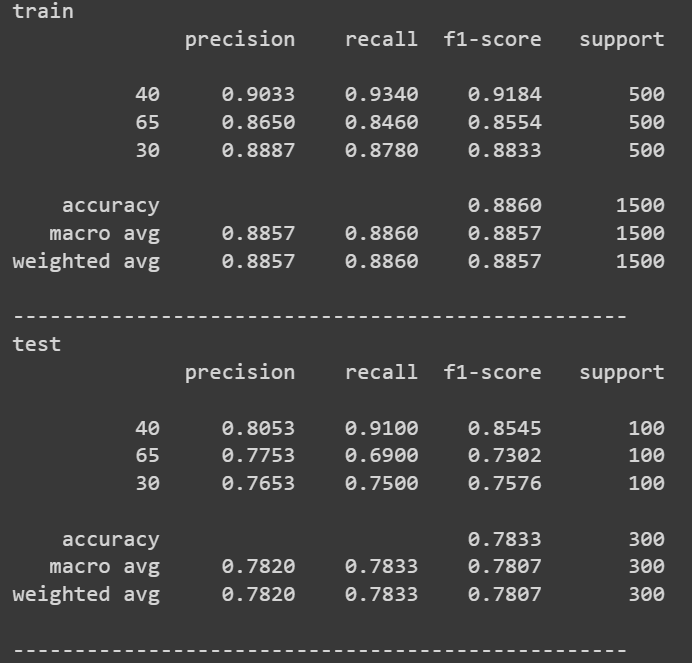 train
precision recall f1-score support
40 0.9033 0.9340 0.9184 500
65 0.8650 0.8460 0.8554 500
30 0.8887 0.8780 0.8833 500
accuracy 0.8860 1500
macro avg 0.8857 0.8860 0.8857 1500
weighted avg 0.8857 0.8860 0.8857 1500
--------------------------------------------------
test
precision recall f1-score support
40 0.8053 0.9100 0.8545 100
65 0.7753 0.6900 0.7302 100
30 0.7653 0.7500 0.7576 100
accuracy 0.7833 300
macro avg 0.7820 0.7833 0.7807 300
weighted avg 0.7820 0.7833 0.7807 300
--------------------------------------------------